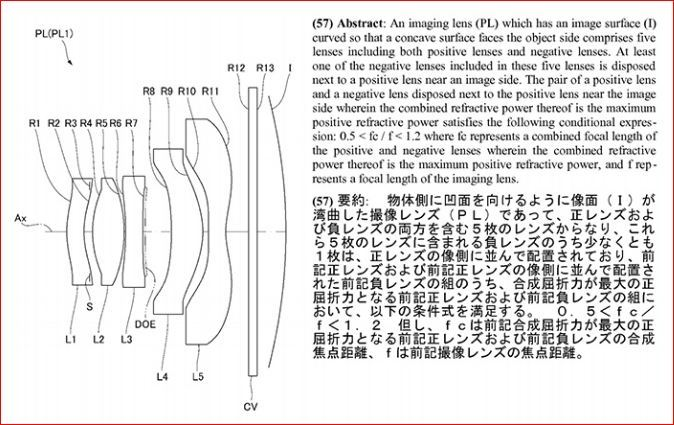 PL(PL1)
R1 R2 R3 R4 R5 R6 R7 R8 R9 R10 R11 R12 R13 I
Ax
S
DOE
L1 L2 L3
L4 L5
CV
(57) Abstract: An imaging lens (PL) which has an image surface (I)
curved so that a concave surface faces the object side comprises five
lenses including both positive lenses and negative lenses. At least
one of the negative lenses included in these five lenses is disposed
next to a positive lens near an image side. The pair of a positive lens
and a negative lens disposed next to the positive lens near the image
side wherein the combined refractive power thereof is the maximum
positive refractive power satisfies the following conditional expres-
sion: 0.5 < fc / f < 1.2 where fc represents a combined focal length of
the positive and negative lenses wherein the combined refractive
power thereof is the maximum positive refractive power, and f rep-
resents a focal length of the imaging lens.
(57) 要約: 物体側に凹面を向けるように像面(I)が
湾曲した撮像レンズ(PL)であって、正レンズおよ
び負レンズの両方を含む5枚のレンズからなり、これ
ら5枚のレンズに含まれる負レンズのうち少なくとも
1枚は、正レンズの像側に並んで配置されており、前
記正レンズおよび前記正レンズの像側に並んで配置さ
れた前記負レンズの組のうち、合成屈折力が最大の正
屈折力となる前記正レンズおよび前記負レンズの組に
おいて、以下の条件式を満足する。 0.5<fc/
f<1.2 但し、fcは前記合成屈折力が最大の正
屈折力となる前記正レンズおよび前記負レンズの合成
焦点距離、fは前記撮像レンズの焦点距離。